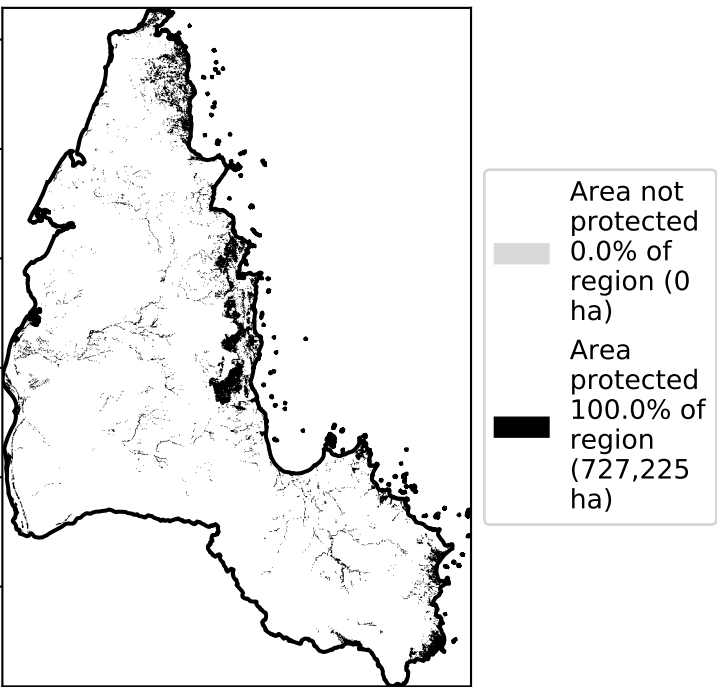 Area not
protected
0.0% of
region (0
ha)
Area
protected
100.0% of
region
(727,225
ha)